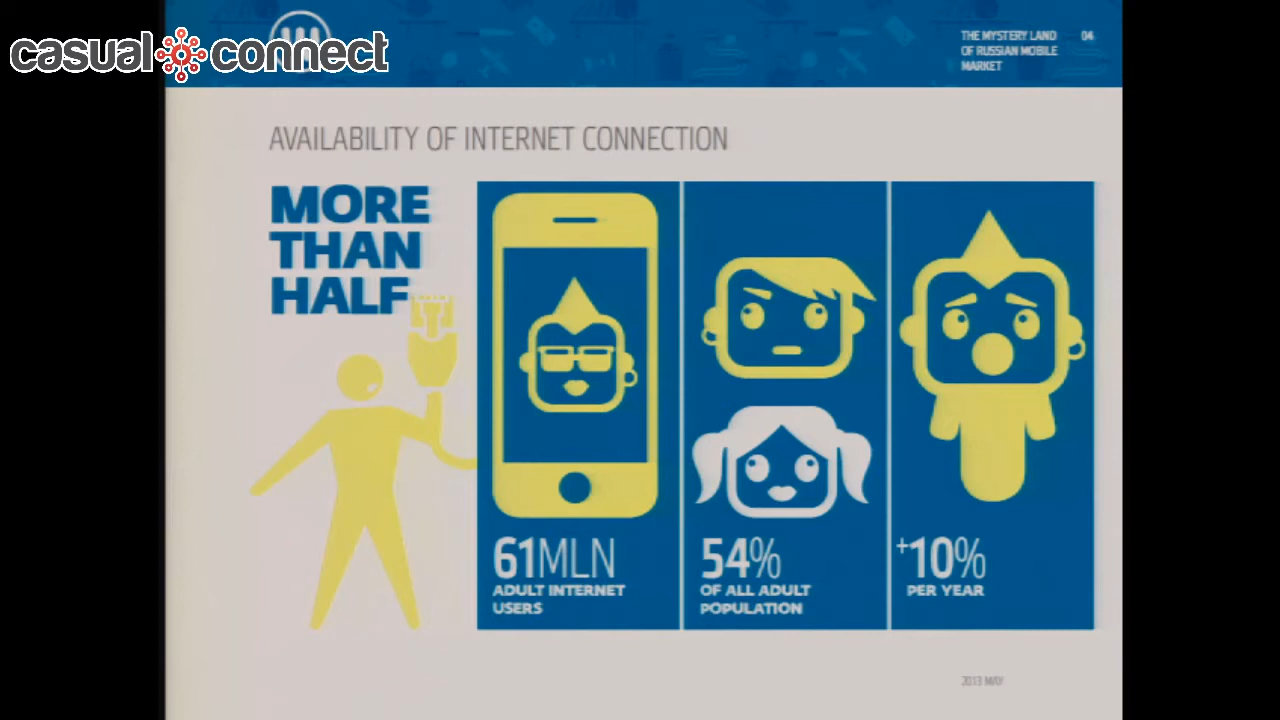 casual connect
THE MYSTERY LAND 04
OF RUSSIAN MOBILE
MARKET
AVAILABILITY OF INTERNET CONNECTION
MORE
THAN
HALF
61MLN
ADULT INTERNET
USERS
54%
OF ALL ADULT
POPULATION
+10%
PER YEAR
2013 MAY